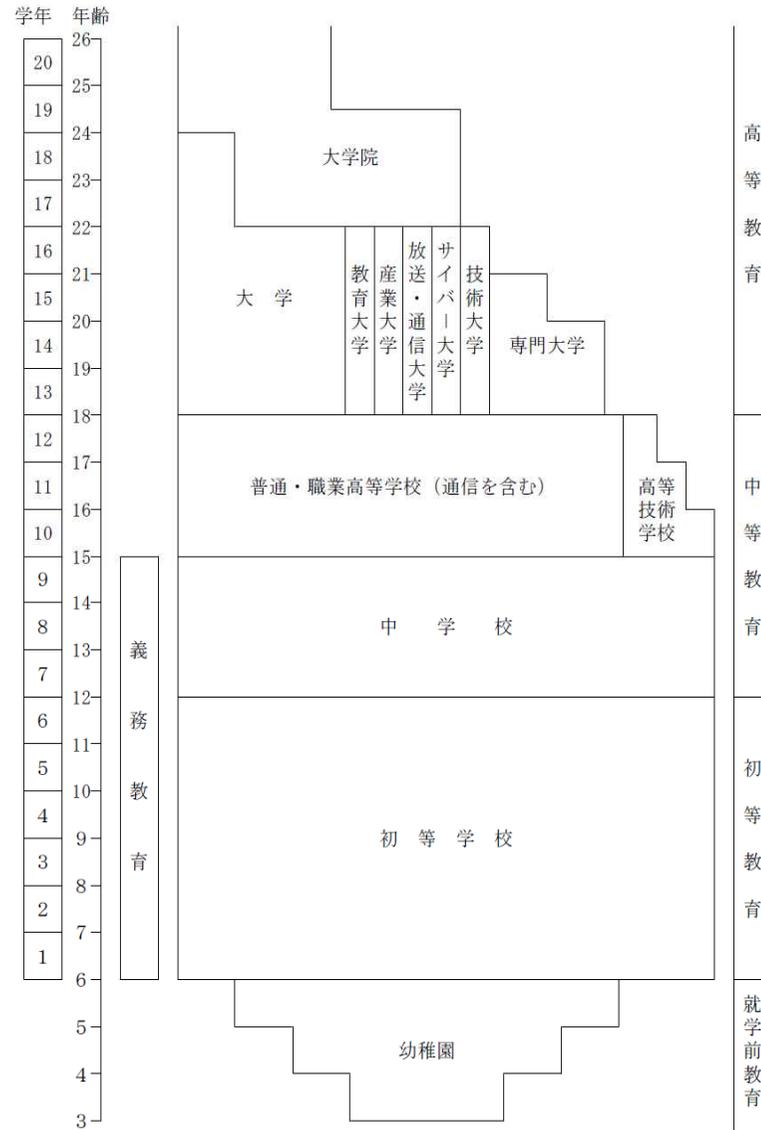 学年 年齢
26
20
25
19
24
18
23
17
22
16
21
15
20
14
19
13
18
12
17
11
16
10
15
9
14
8
13
7
12
6
11
5
10
4
9
3
8
2
7
1
6
5
4
3
義務教育
大学院
大 学
教育大学
産業大学
放送・通信大学
サイバー大学
技術大学
専門大学
普通・職業高等学校(通信を含む)
高等
技術
学校
中 学 校
初 等 学 校
幼稚園
高等教育
中等教育
初等教育
就学前教育